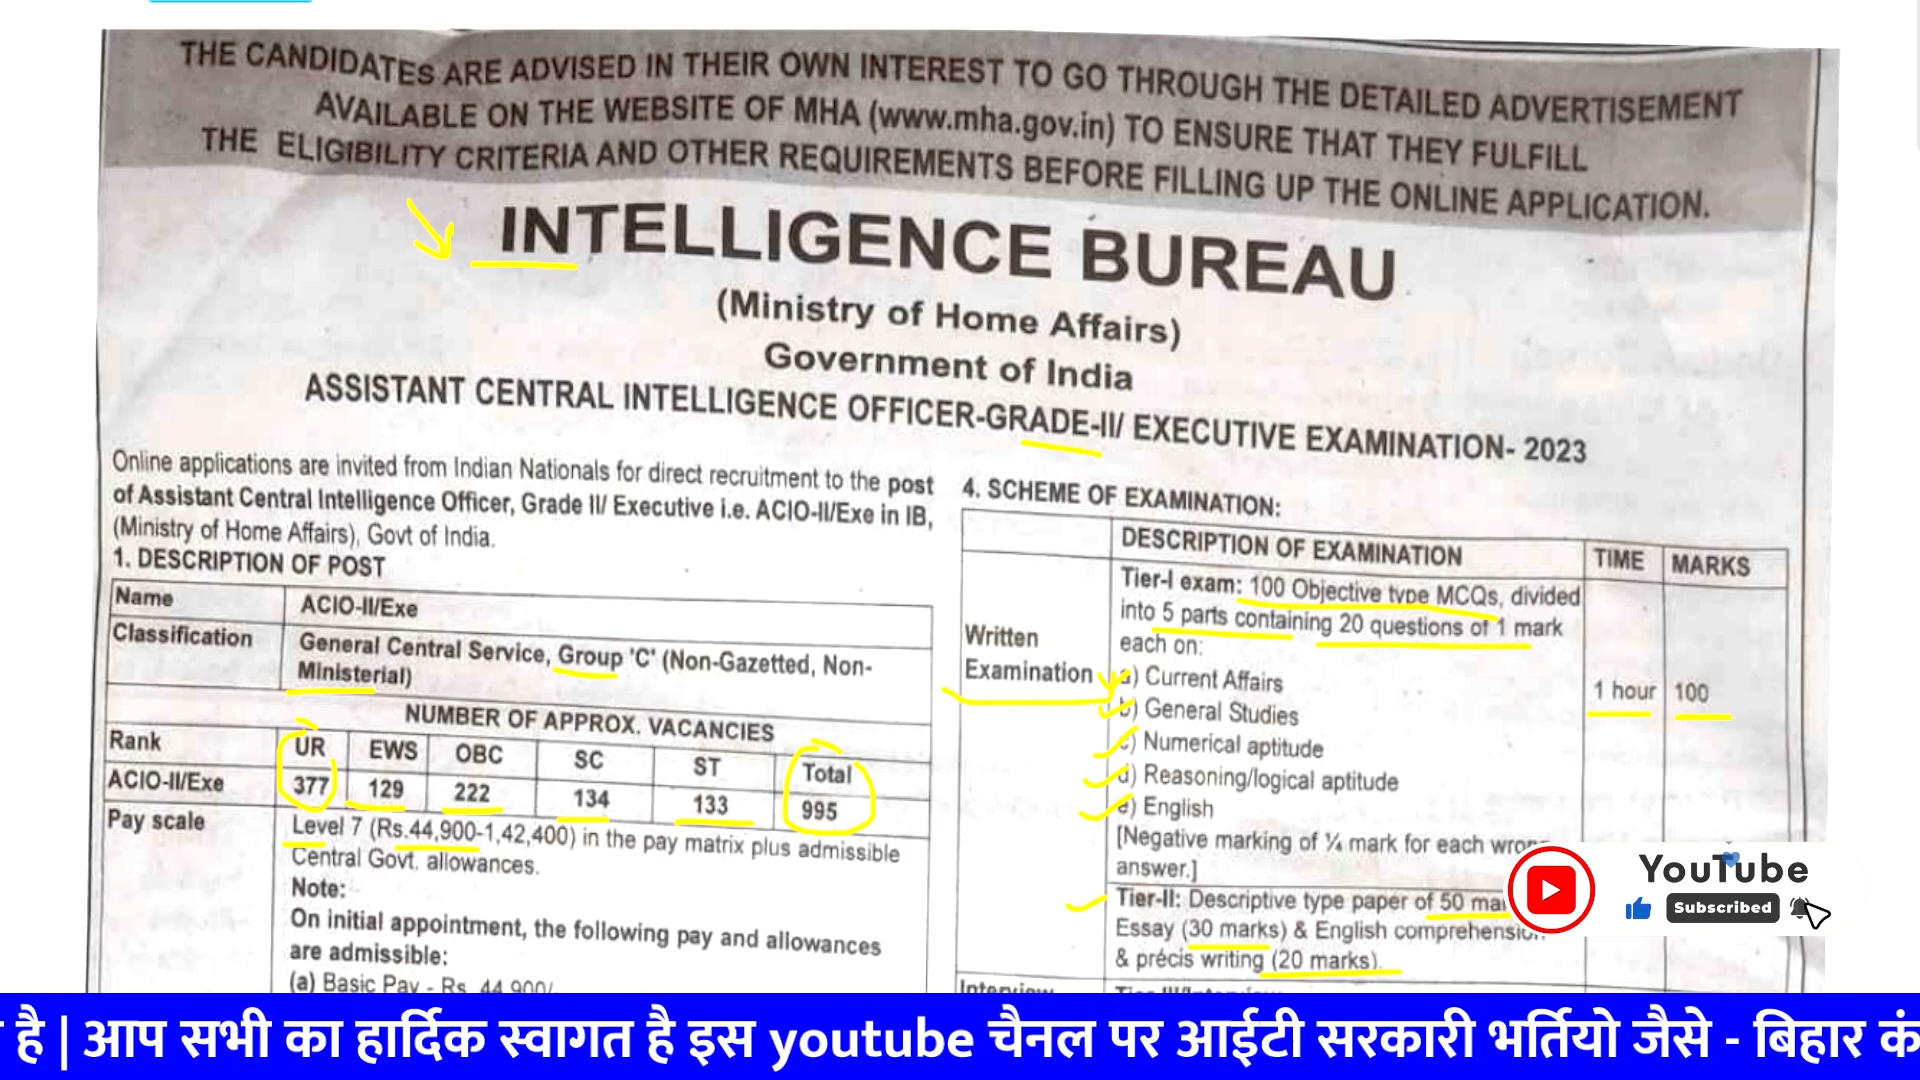 THE CANDIDATES ARE ADVISED IN THEIR OWN INTEREST TO GO THROUGH THE DETAILED ADVERTISEMENT
AVAILABLE ON THE WEBSITE OF MHA (www.mha.gov.in) TO ENSURE THAT THEY FULFILL
THE ELIGIBILITY CRITERIA AND OTHER REQUIREMENTS BEFORE FILLING UP THE ONLINE APPLICATION.
INTELLIGENCE BUREAU
(Ministry of Home Affairs)
Government of India
ASSISTANT CENTRAL INTELLIGENCE OFFICER-GRADE-II/ EXECUTIVE EXAMINATION- 2023
Online applications are invited from Indian Nationals for direct recruitment to the post
of Assistant Central Intelligence Officer, Grade II/ Executive i.e. ACIO-II/Exe in IB,
(Ministry of Home Affairs), Govt of India.
1. DESCRIPTION OF POST
Name ACIO-II/Exe
Classification General Central Service, Group 'C' (Non-Gazetted, Non-
Ministerial)
NUMBER OF APPROX. VACANCIES
Rank UR EWS OBC SC ST Total
ACIO-II/Exe 377 129 222 134 133 995
Pay scale Level 7 (Rs.44,900-1,42,400) in the pay matrix plus admissible
Central Govt. allowances.
Note:
On initial appointment, the following pay and allowances
are admissible:
(a) Basic Pay - Rs. 44,900/-
4. SCHEME OF EXAMINATION:
DESCRIPTION OF EXAMINATION TIME MARKS
Written
Examination
Tier-I exam: 100 Objective type MCQs, divided
into 5 parts containing 20 questions of 1 mark
each on:
a) Current Affairs
b) General Studies
c) Numerical aptitude
d) Reasoning/logical aptitude
e) English
[Negative marking of ¼ mark for each
answer.]
1 hour 100
Tier-II: Descriptive type paper of 50
Essay (30 marks) & English
& précis writing (20 marks).
Interview
YouTube
Subscribed
है | आप सभी का हार्दिक स्वागत है इस youtube चैनल पर आईटी सरकारी भर्तियो जैसे - बिहार